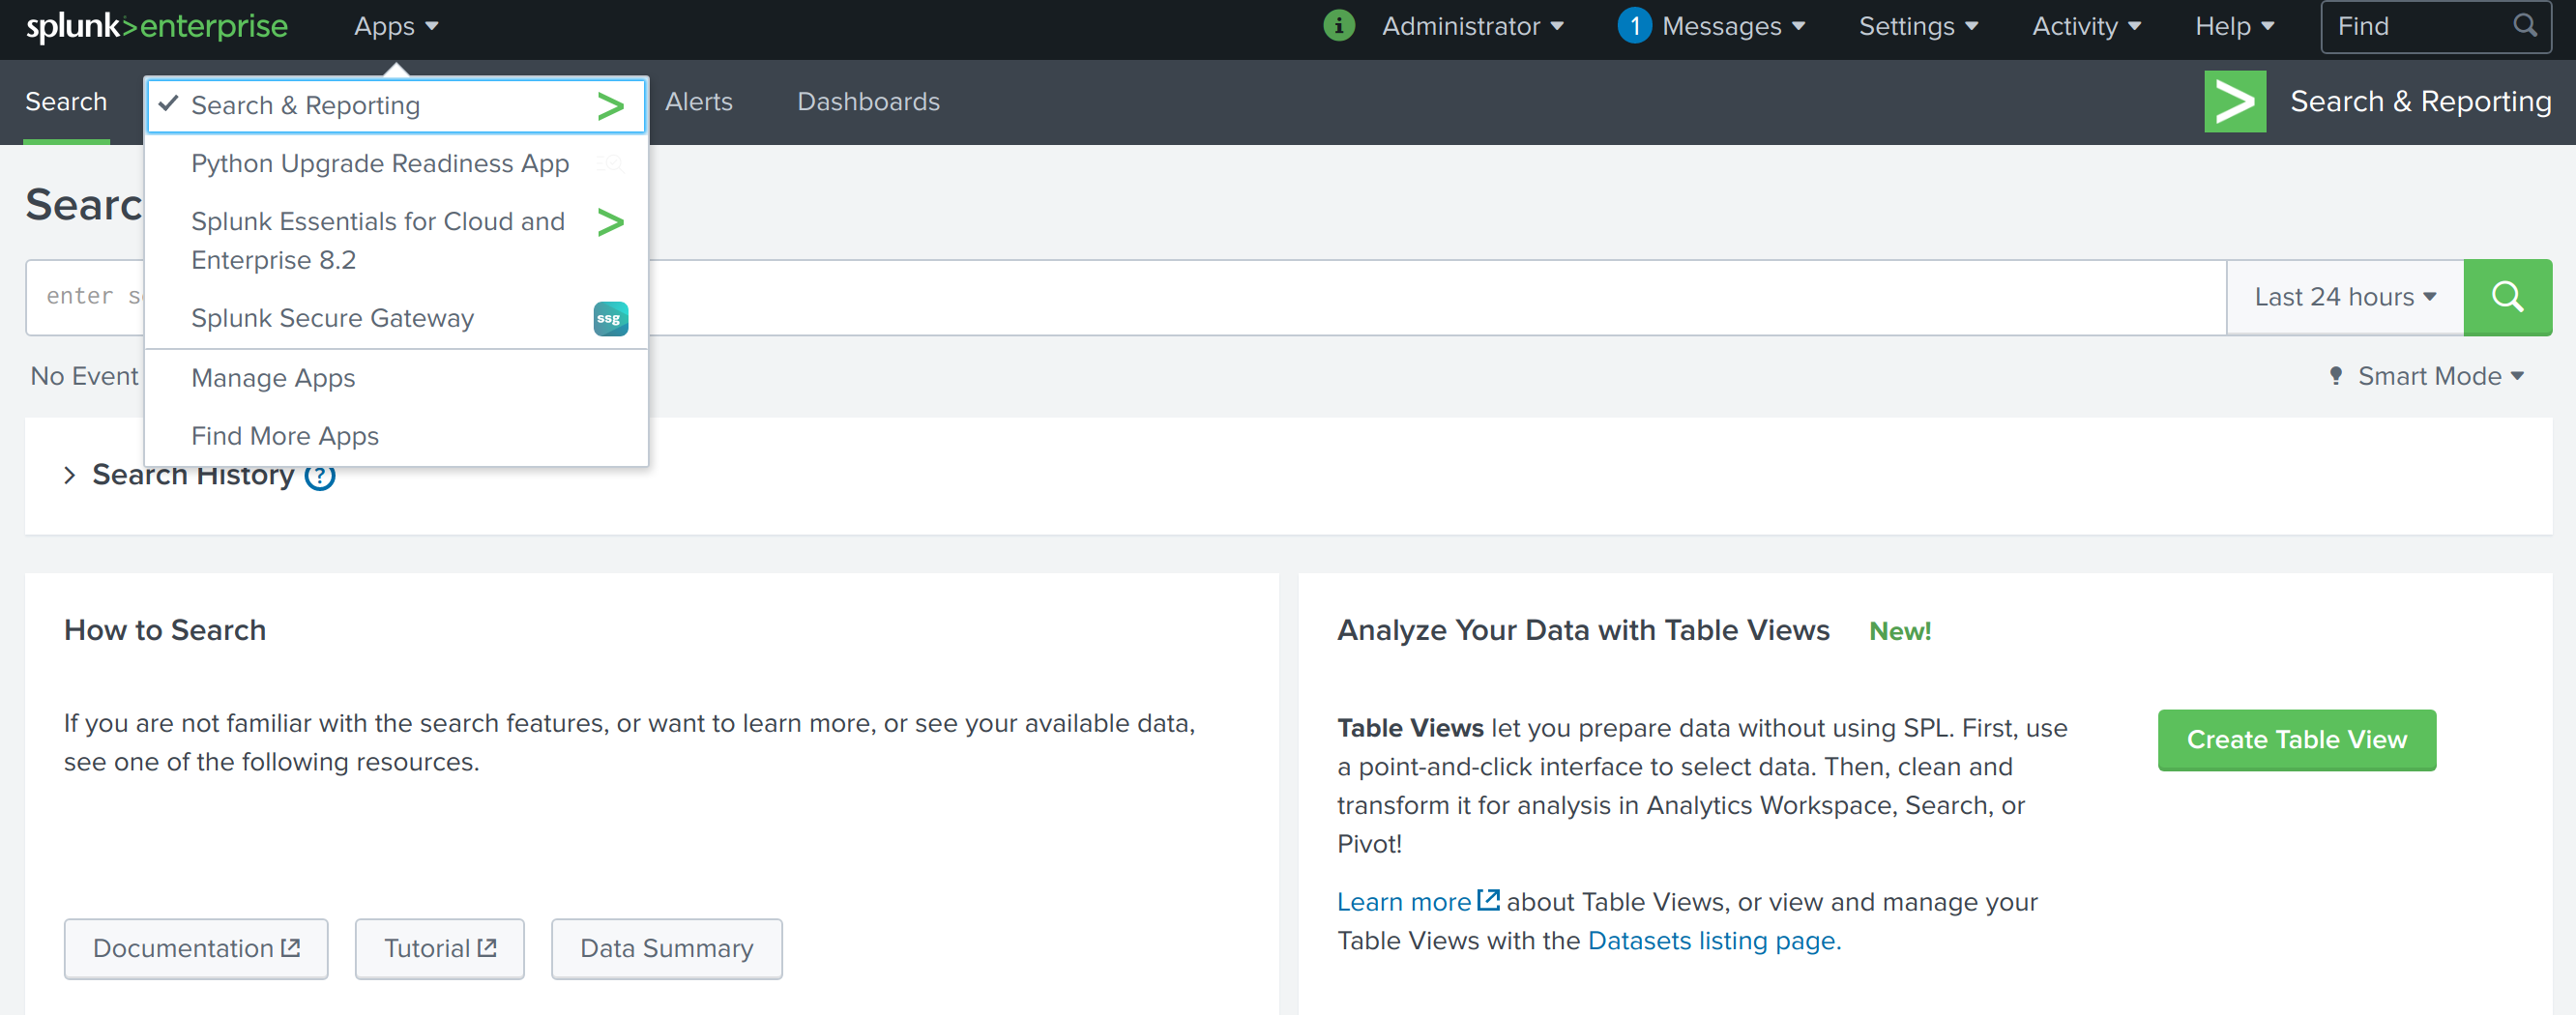 splunk>enterprise
Apps
i
Administrator
1 Messages
Settings
Activity
Help
Find
Search
Alerts
Dashboards
> Search & Reporting
Search & Reporting >
Python Upgrade Readiness App
Splunk Essentials for Cloud and
Enterprise 8.2
Splunk Secure Gateway ssg
Manage Apps
Find More Apps
Searc
enter s
Last 24 hours
No Event
Smart Mode
> Search History ?
How to Search
If you are not familiar with the search features, or want to learn more, or see your available data,
see one of the following resources.
Documentation
Tutorial
Data Summary
Analyze Your Data with Table Views New!
Table Views let you prepare data without using SPL. First, use
a point-and-click interface to select data. Then, clean and
transform it for analysis in Analytics Workspace, Search, or
Pivot!
Create Table View
Learn more about Table Views, or view and manage your
Table Views with the Datasets listing page.